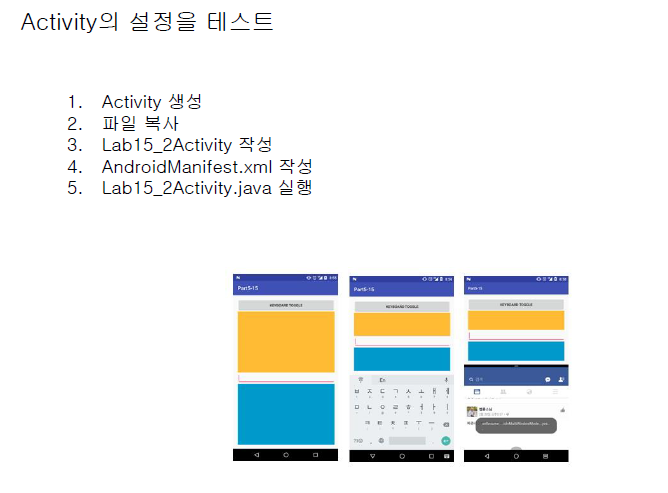 Activity의 설정을 테스트
1. Activity 생성
2. 파일 복사
3. Lab15_2Activity 작성
4. AndroidManifest.xml 작성
5. Lab15_2Activity.java 실행
Part5-15
KEYBOARD TOGGLE
Part5-15
KEYBOARD TOGGLE
Part5-15
KEYBOARD TOGGLE